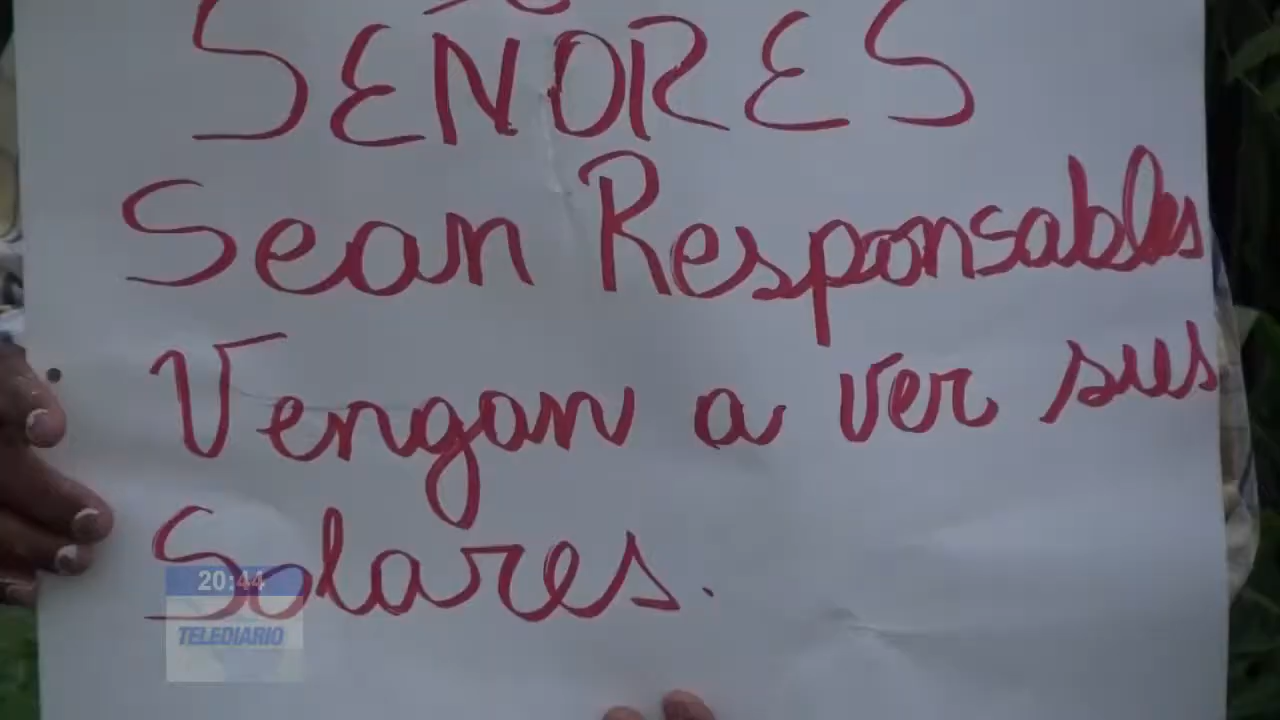 SEÑORES
Sean Responsables
Vengan a ver sus
Solares.
20:44
TELEDIARIO